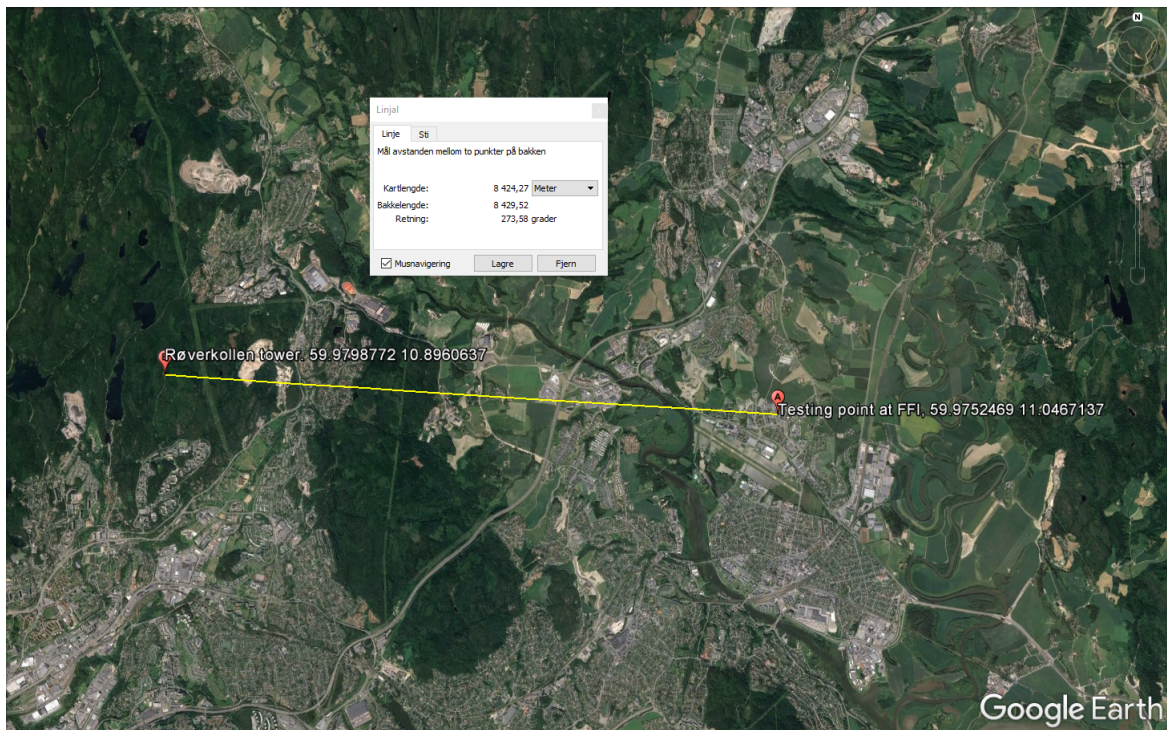 N
Linjal
Linje Sti
Mål avstanden mellom to punkter på bakken
Kartlengde: 8 424,27 Meter
Bakkelengde: 8 429,52
Retning: 273,58 grader
Musnavigering Lagre Fjern
Røverkollen tower. 59.9798772 10.8960637
A
Testing point at FFI, 59.9752469 11.0467137
Google Earth